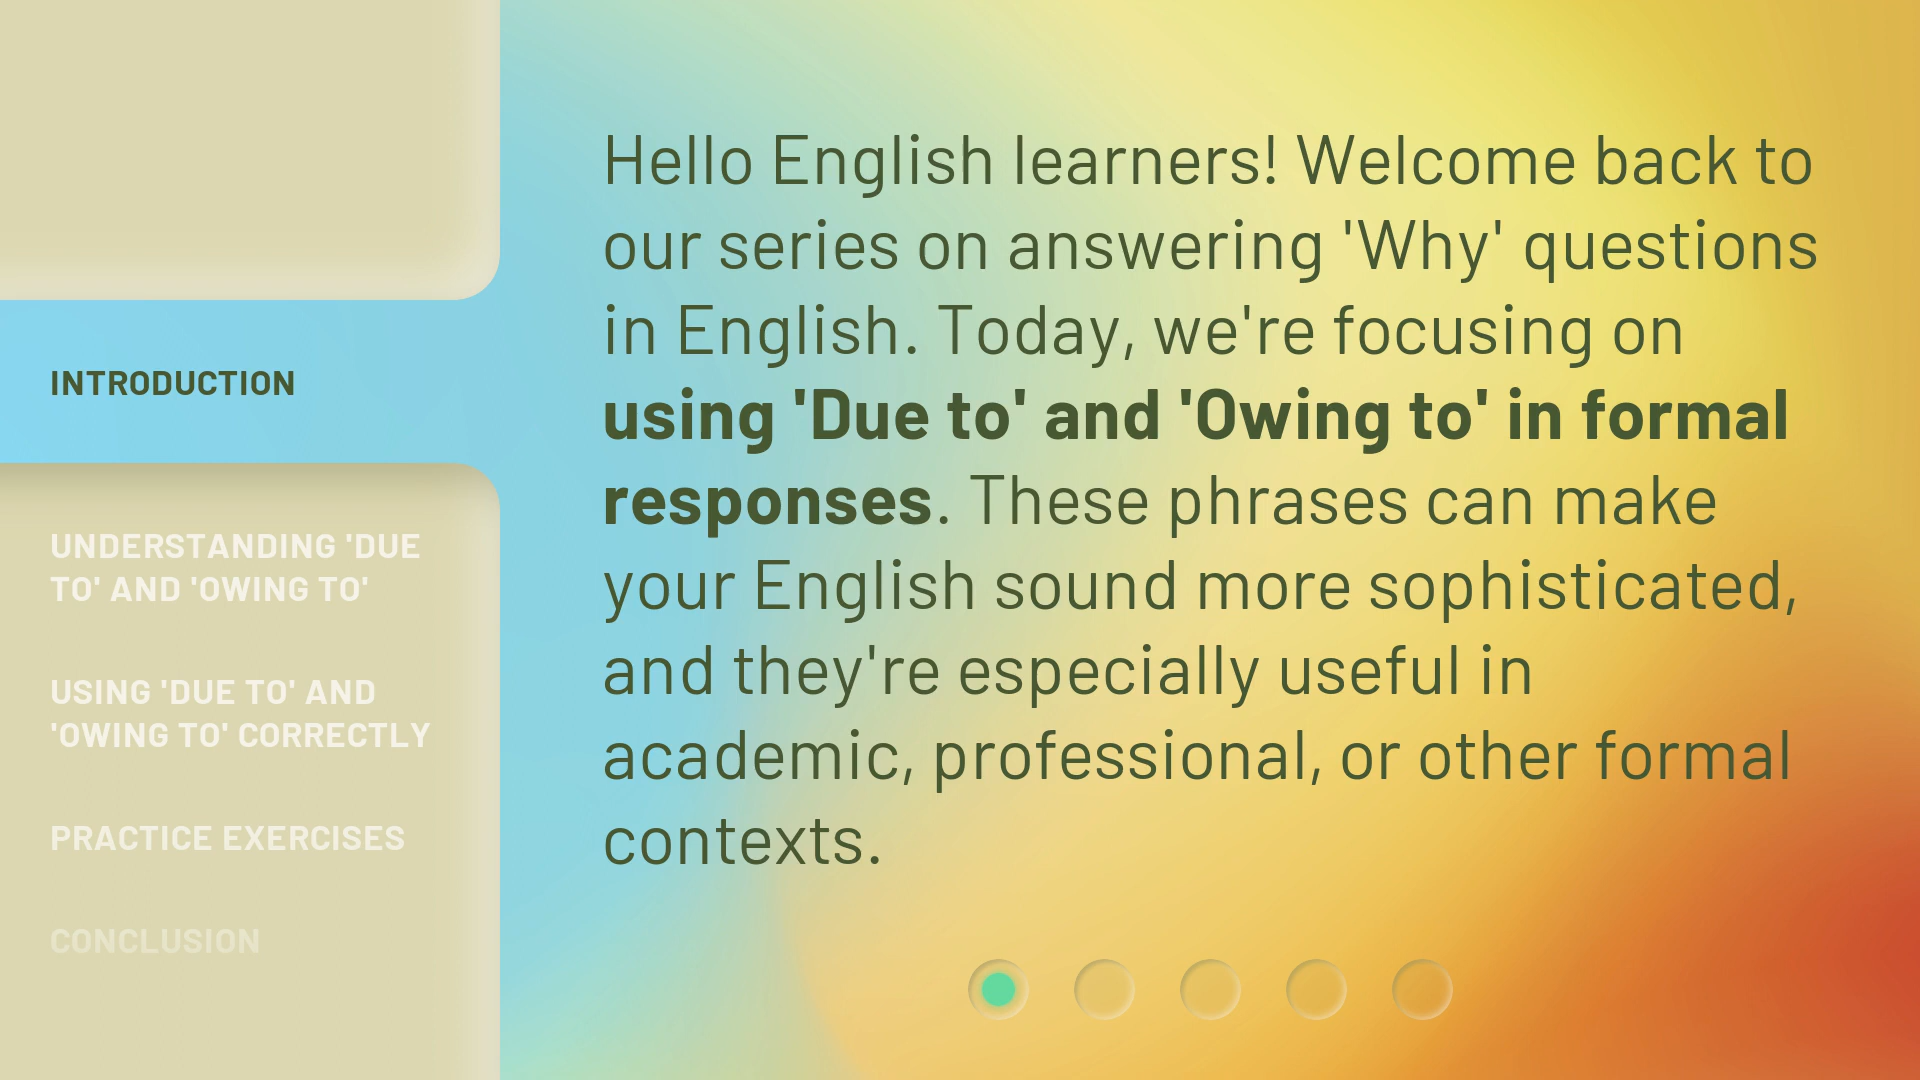 INTRODUCTION
UNDERSTANDING 'DUE
TO' AND 'OWING TO'
USING 'DUE TO' AND
'OWING TO' CORRECTLY
PRACTICE EXERCISES
CONCLUSION
Hello English learners! Welcome back to
our series on answering 'Why' questions
in English. Today, we're focusing on
using 'Due to' and 'Owing to' in formal
responses. These phrases can make
your English sound more sophisticated,
and they're especially useful in
academic, professional, or other formal
contexts.